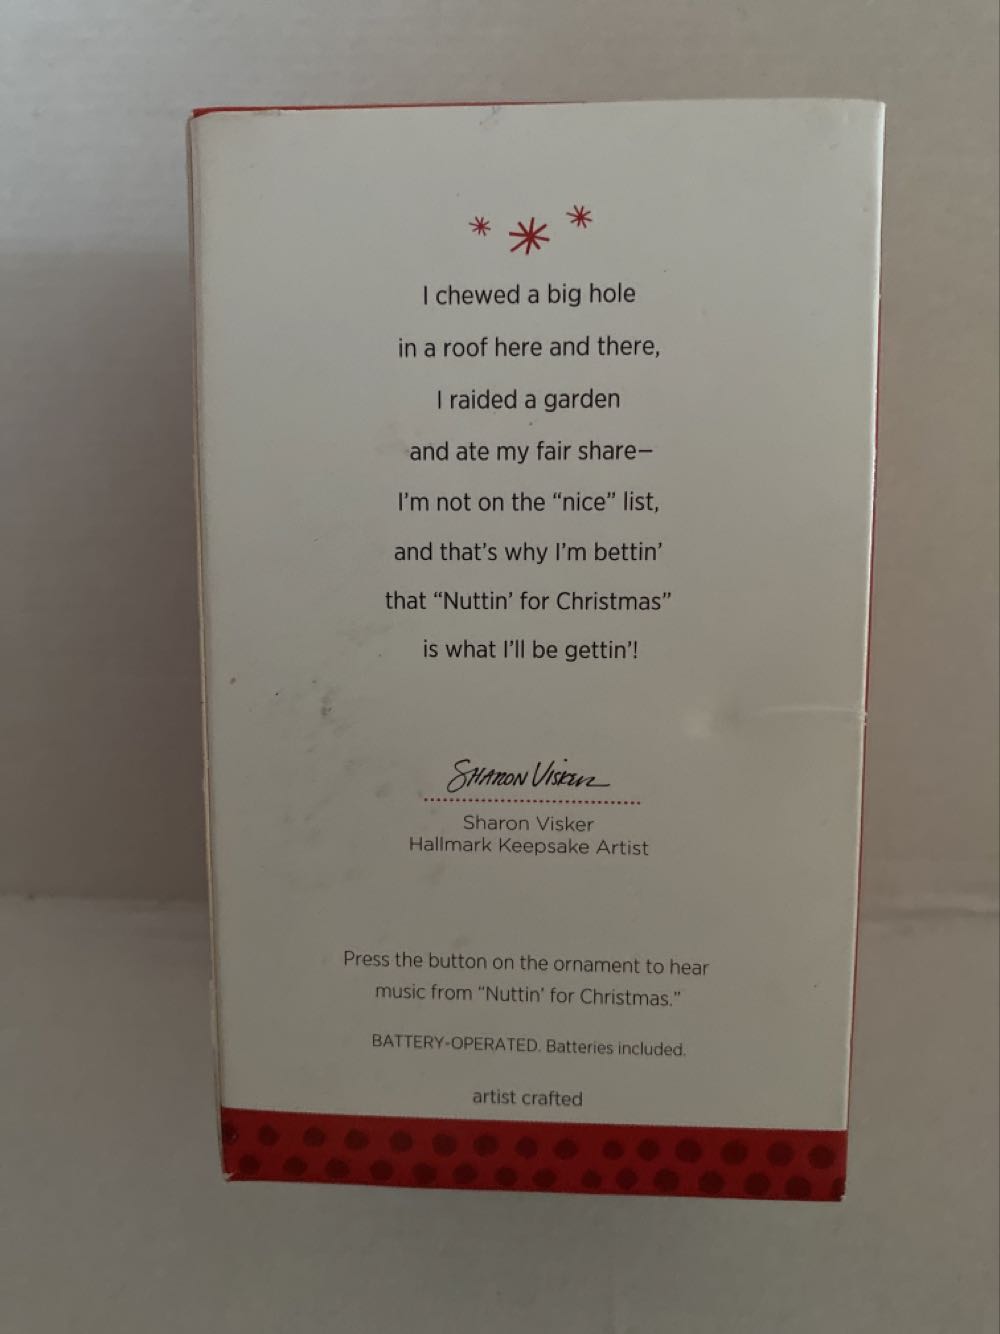 I chewed a big hole
in a roof here and there,
I raided a garden
and ate my fair share—
I'm not on the “nice” list,
and that's why I'm bettin'
that “Nuttin' for Christmas”
is what I'll be gettin'!
Sharon Visker
Sharon Visker
Hallmark Keepsake Artist
Press the button on the ornament to hear
music from “Nuttin' for Christmas.”
BATTERY-OPERATED. Batteries included.
artist crafted